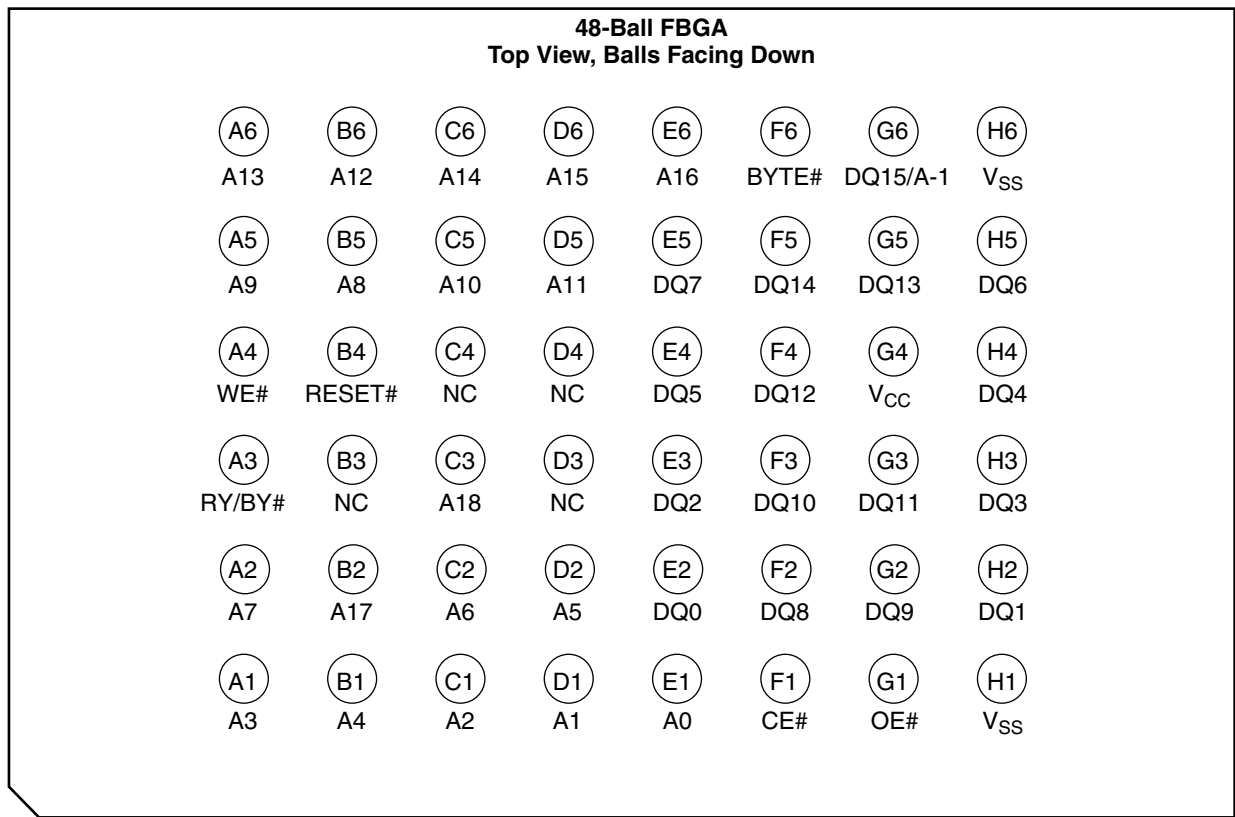 48-Ball FBGA
Top View, Balls Facing Down
A6 B6 C6 D6 E6 F6 G6 H6
A13 A12 A14 A15 A16 BYTE# DQ15/A-1 VSS
A5 B5 C5 D5 E5 F5 G5 H5
A9 A8 A10 A11 DQ7 DQ14 DQ13 DQ6
A4 B4 C4 D4 E4 F4 G4 H4
WE# RESET# NC NC DQ5 DQ12 VCC DQ4
A3 B3 C3 D3 E3 F3 G3 H3
RY/BY# NC A18 NC DQ2 DQ10 DQ11 DQ3
A2 B2 C2 D2 E2 F2 G2 H2
A7 A17 A6 A5 DQ0 DQ8 DQ9 DQ1
A1 B1 C1 D1 E1 F1 G1 H1
A3 A4 A2 A1 A0 CE# OE# VSS